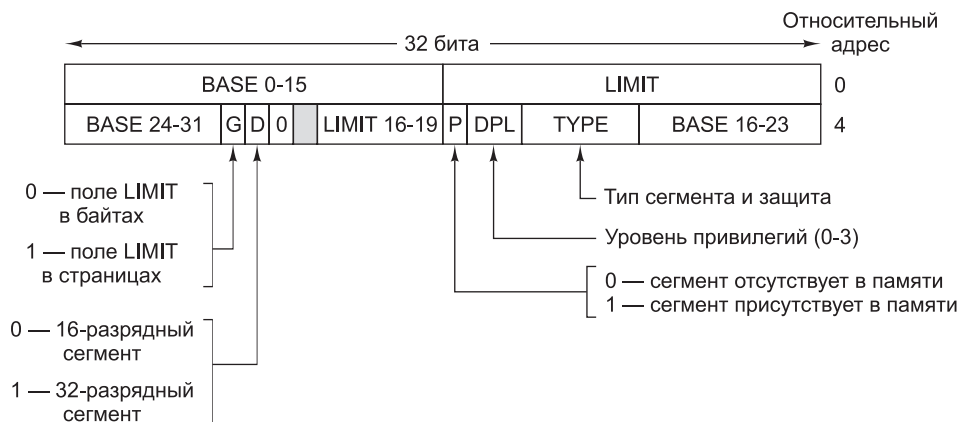 Относительный
адрес
32 бита
BASE 0-15 LIMIT 0
BASE 24-31 G D 0 LIMIT 16-19 P DPL TYPE BASE 16-23 4
0 — поле LIMIT
в байтах
1 — поле LIMIT
в страницах
0 — 16-разрядный
сегмент
1 — 32-разрядный
сегмент
Тип сегмента и защита
Уровень привилегий (0-3)
0 — сегмент отсутствует в памяти
1 — сегмент присутствует в памяти